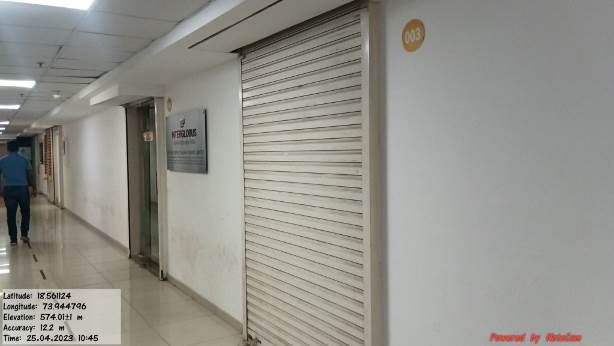 003
INTERGLOBUS
Latitude: 18.561124
Longitude: 73.944796
Elevation: 574.01±1 m
Accuracy: 12.2 m
Time: 25.04.2023 10:45
Powered by NoteCam